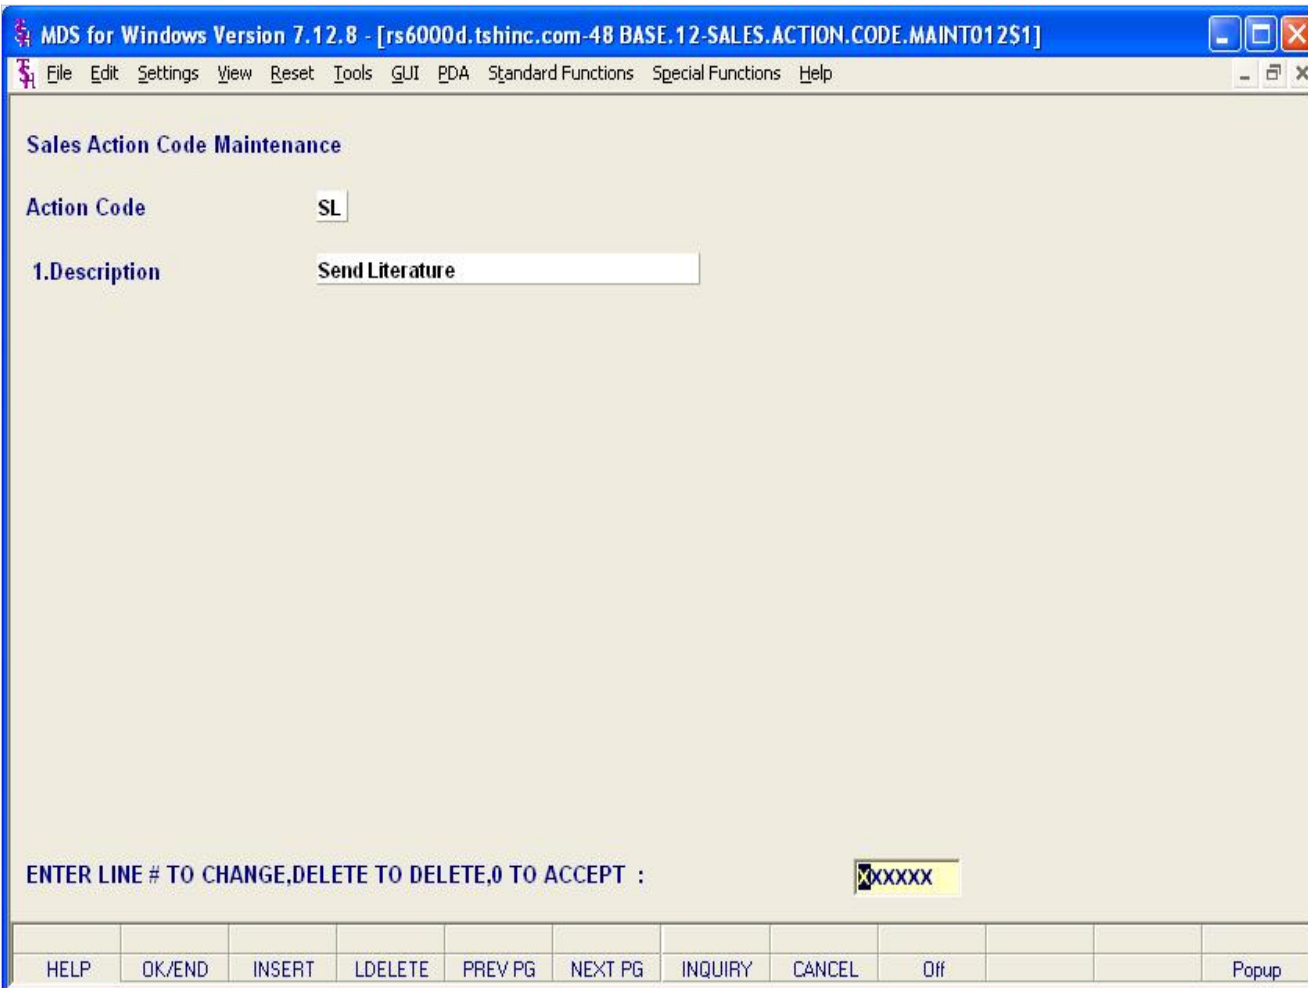 MDS for Windows Version 7.12.8 - [rs6000d.tshinc.com-48 BASE.12-SALES.ACTION.CODE.MAINT012$1]
File Edit Settings View Reset Tools GUI PDA Standard Functions Special Functions Help
Sales Action Code Maintenance
Action Code SL
1.Description Send Literature
ENTER LINE # TO CHANGE,DELETE TO DELETE,0 TO ACCEPT : XXXXXX
HELP OK/END INSERT LDELETE PREV PG NEXT PG INQUIRY CANCEL Off Popup